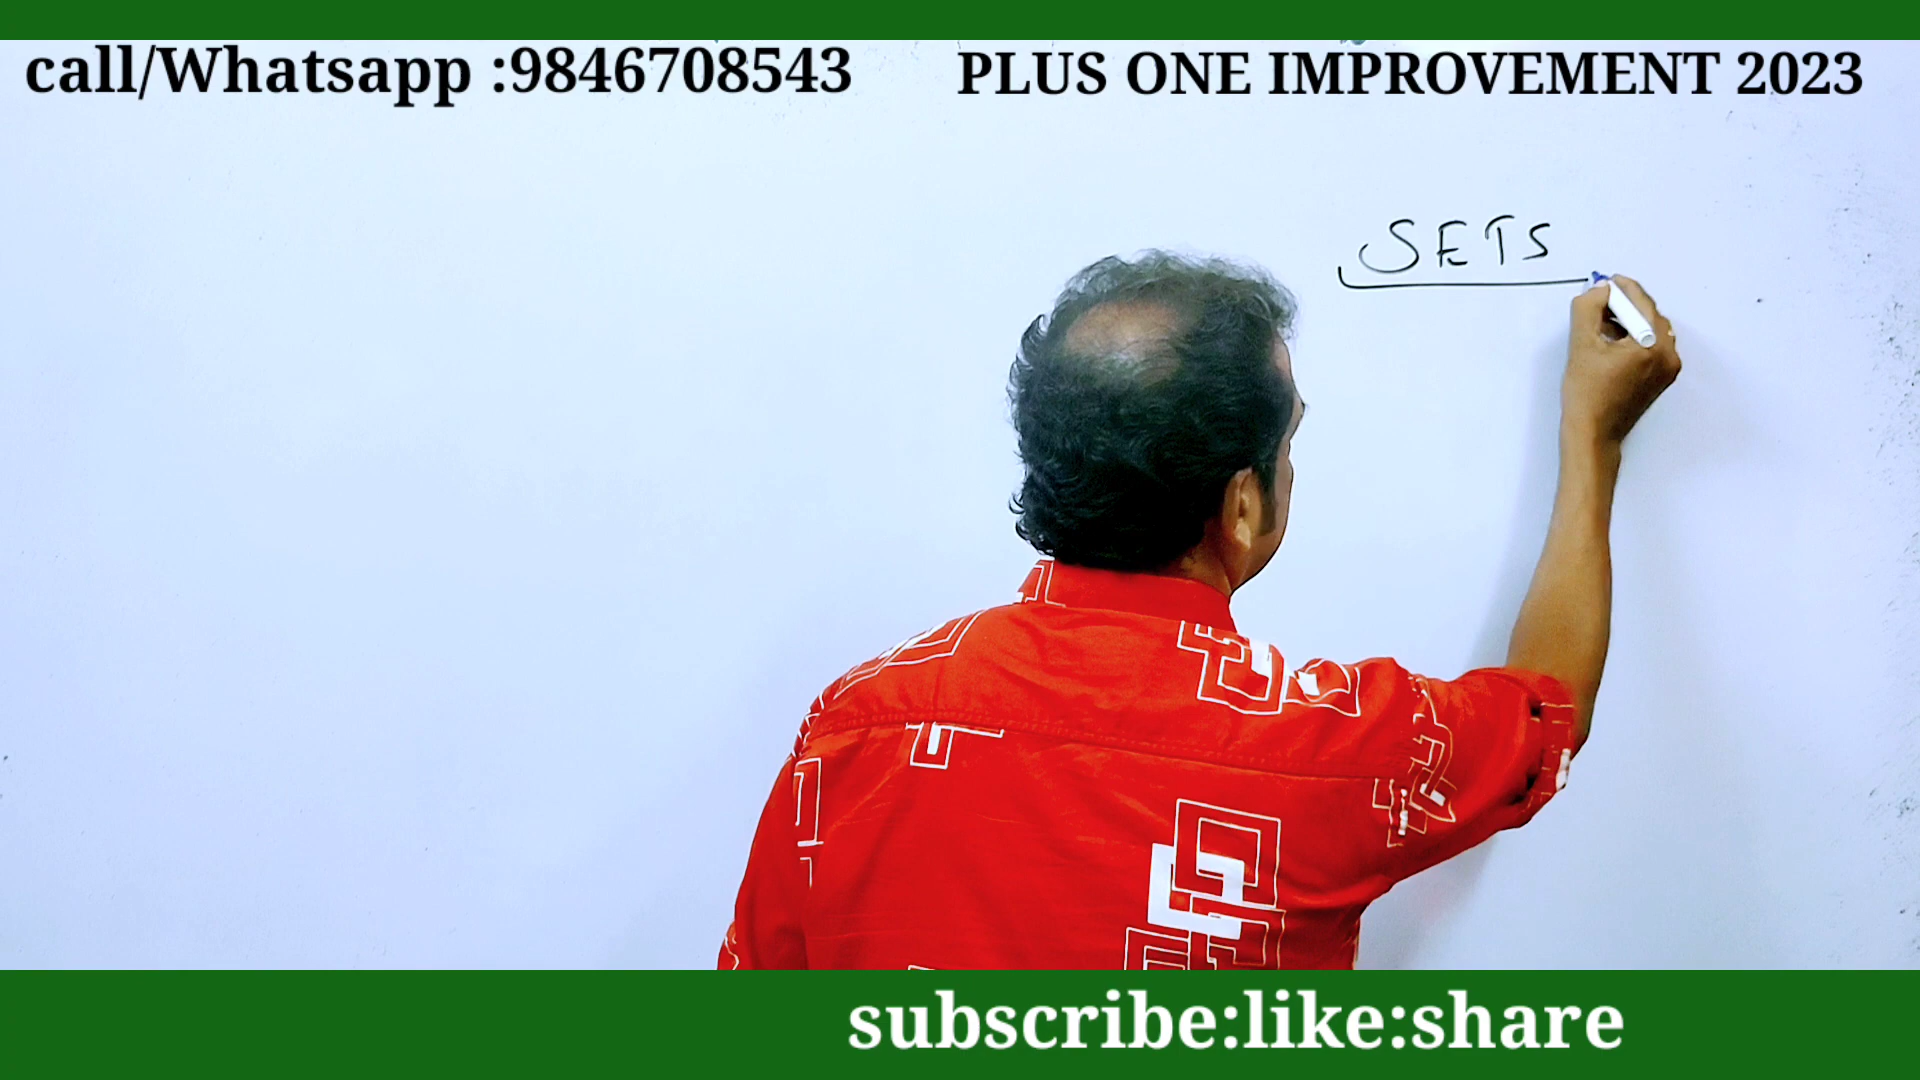 call/Whatsapp :9846708543
PLUS ONE IMPROVEMENT 2023
SETS
subscribe:like:share